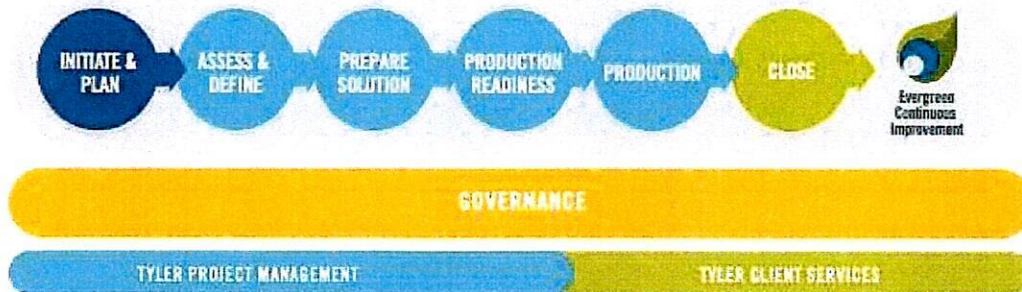 INITIATE &
PLAN
ASSESS &
DEFINE
PREPARE
SOLUTION
PRODUCTION
READINESS
PRODUCTION
CLOSE
Evergreen
Continuous
Improvement
GOVERNANCE
TYLER PROJECT MANAGEMENT
TYLER CLIENT SERVICES